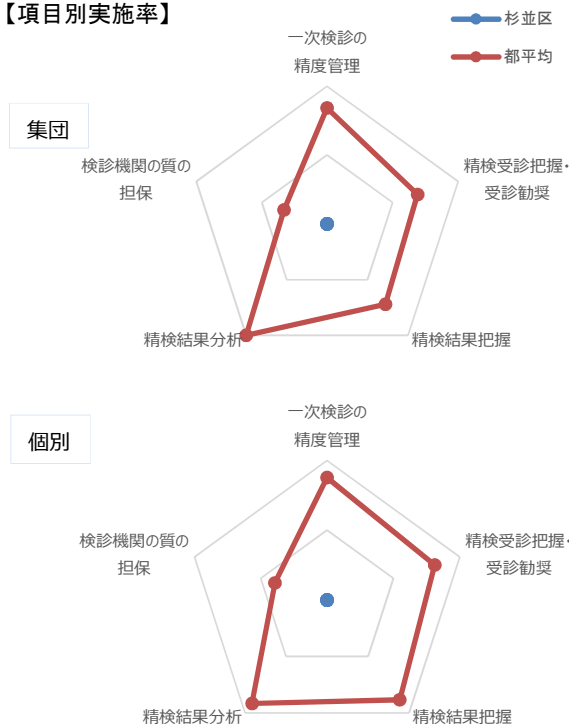 【項目別実施率】
杉並区
都平均
集団
一次検診の
精度管理
検診機関の質の
担保
精検受診把握・
受診勧奨
精検結果分析
精検結果把握
個別
一次検診の
精度管理
検診機関の質の
担保
精検受診把握・
受診勧奨
精検結果分析
精検結果把握